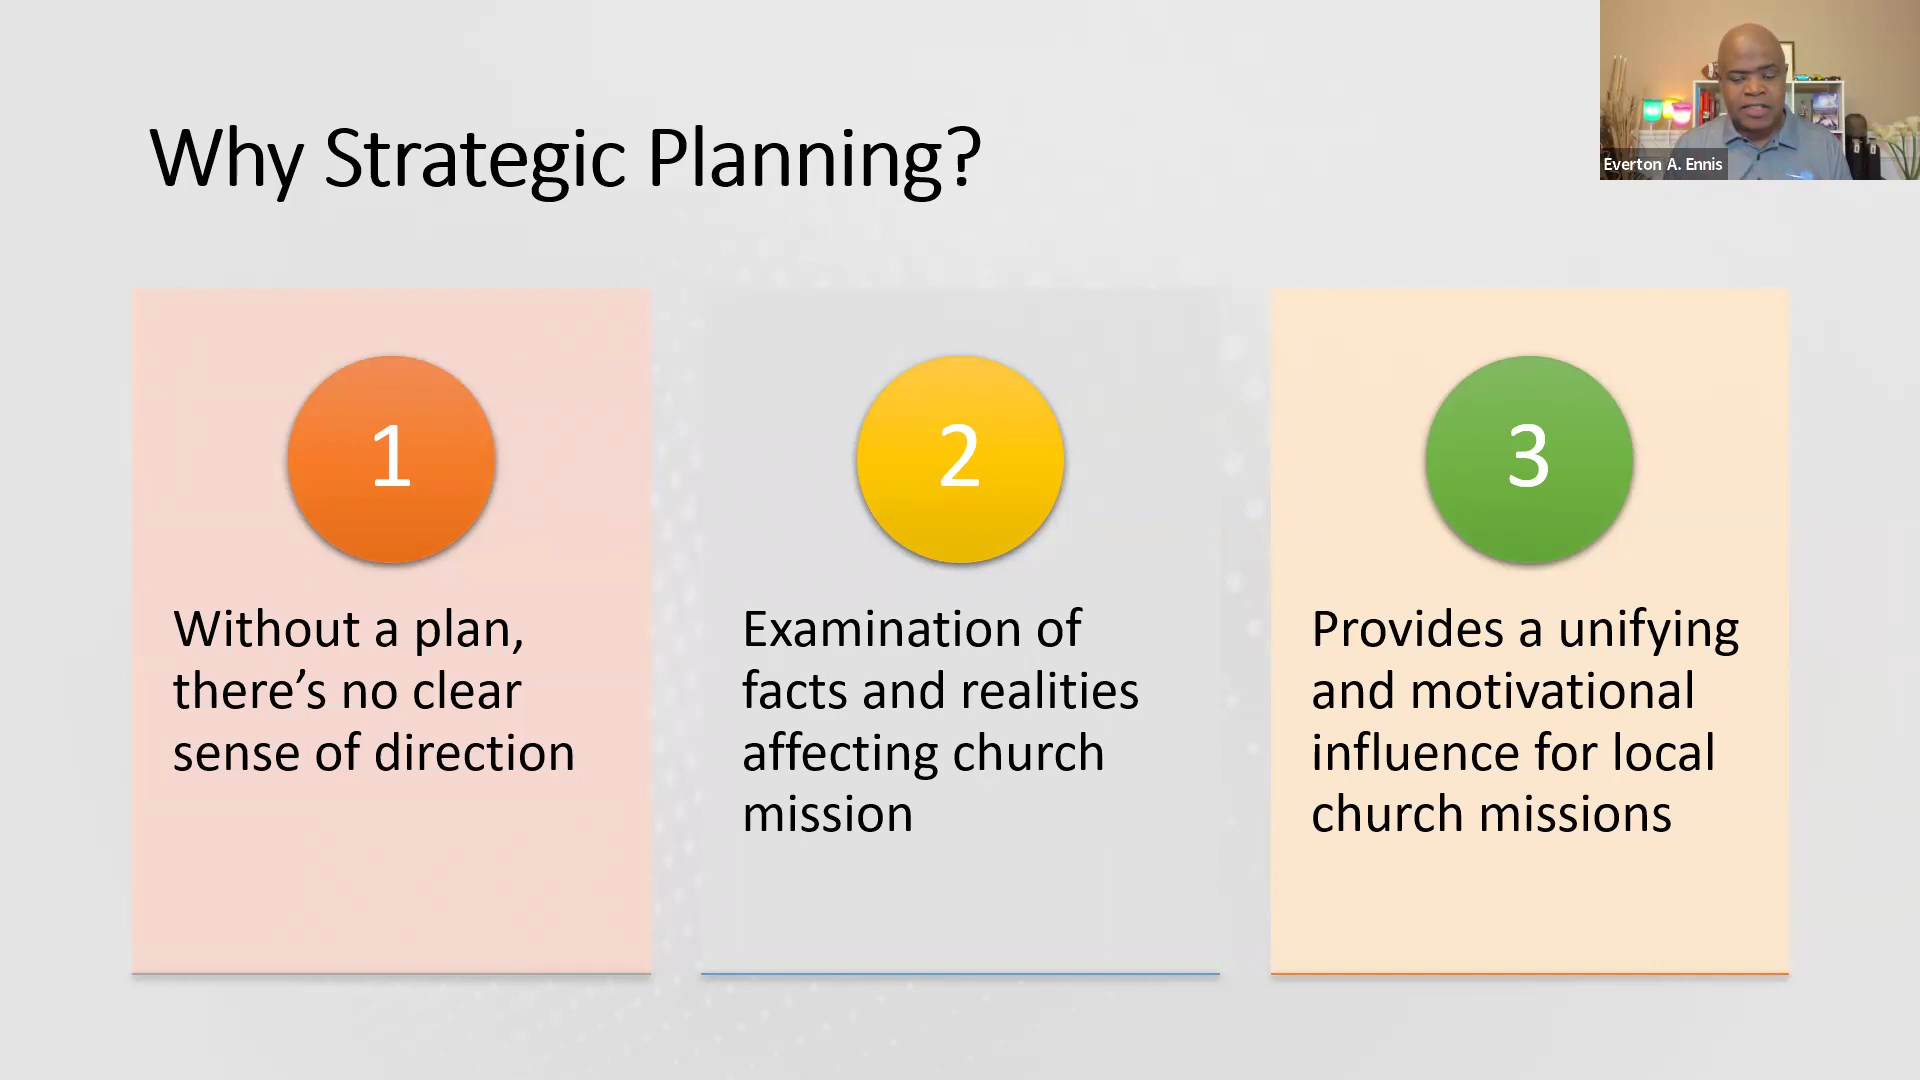 Why Strategic Planning?
Everton A. Ennis
1
Without a plan,
there’s no clear
sense of direction
2
Examination of
facts and realities
affecting church
mission
3
Provides a unifying
and motivational
influence for local
church missions